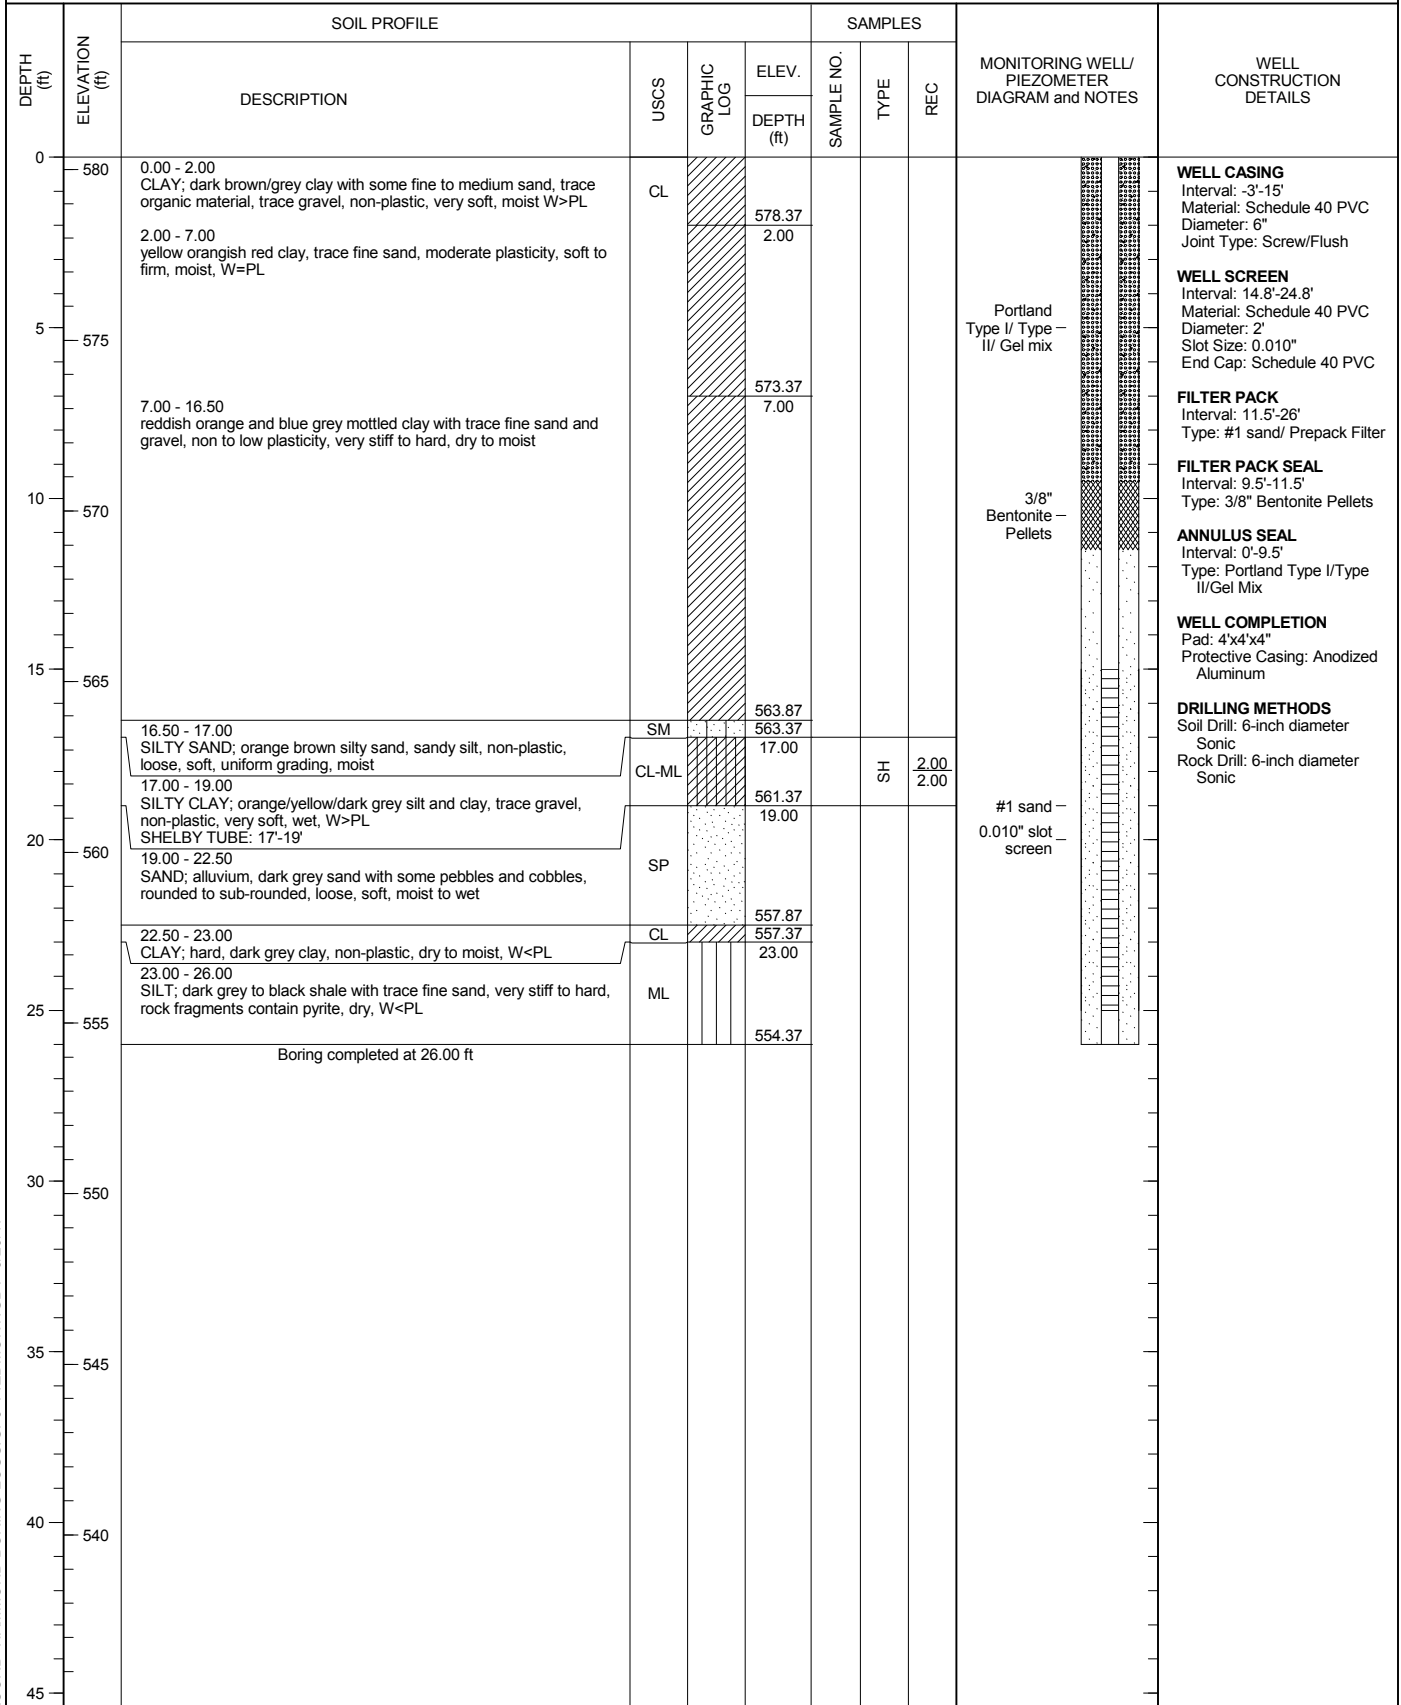 SOIL PROFILE
SAMPLES
DEPTH
(ft)
ELEVATION
(ft)
DESCRIPTION
USCS
GRAPHIC
LOG
ELEV.
DEPTH
(ft)
SAMPLE NO.
TYPE
REC
MONITORING WELL/
PIEZOMETER
DIAGRAM and NOTES
WELL
CONSTRUCTION
DETAILS
0
5
10
15
20
25
30
35
40
45
580
575
570
565
560
555
550
545
540
0.00 - 2.00
CLAY; dark brown/grey clay with some fine to medium sand, trace
organic material, trace gravel, non-plastic, very soft, moist W>PL
2.00 - 7.00
yellow orangish red clay, trace fine sand, moderate plasticity, soft to
firm, moist, W=PL
7.00 - 16.50
reddish orange and blue grey mottled clay with trace fine sand and
gravel, non to low plasticity, very stiff to hard, dry to moist
16.50 - 17.00
SILTY SAND; orange brown silty sand, sandy silt, non-plastic,
loose, soft, uniform grading, moist
17.00 - 19.00
SILTY CLAY; orange/yellow/dark grey silt and clay, trace gravel,
non-plastic, very soft, wet, W>PL
SHELBY TUBE: 17'-19'
19.00 - 22.50
SAND; alluvium, dark grey sand with some pebbles and cobbles,
rounded to sub-rounded, loose, soft, moist to wet
22.50 - 23.00
CLAY; hard, dark grey clay, non-plastic, dry to moist, W<PL
23.00 - 26.00
SILT; dark grey to black shale with trace fine sand, very stiff to hard,
rock fragments contain pyrite, dry, W<PL
Boring completed at 26.00 ft
CL
SM
CL-ML
SP
CL
ML
578.37
2.00
573.37
7.00
563.87
563.37
17.00
561.37
19.00
557.87
557.37
23.00
554.37
SH
2.00
2.00
Portland
Type I/ Type
II/ Gel mix
3/8"
Bentonite
Pellets
#1 sand
0.010" slot
screen
WELL CASING
Interval: -3'-15'
Material: Schedule 40 PVC
Diameter: 6"
Joint Type: Screw/Flush
WELL SCREEN
Interval: 14.8'-24.8'
Material: Schedule 40 PVC
Diameter: 2'
Slot Size: 0.010"
End Cap: Schedule 40 PVC
FILTER PACK
Interval: 11.5'-26'
Type: #1 sand/ Prepack Filter
FILTER PACK SEAL
Interval: 9.5'-11.5'
Type: 3/8" Bentonite Pellets
ANNULUS SEAL
Interval: 0'-9.5'
Type: Portland Type I/Type
II/Gel Mix
WELL COMPLETION
Pad: 4'x4'x4"
Protective Casing: Anodized
Aluminum
DRILLING METHODS
Soil Drill: 6-inch diameter
Sonic
Rock Drill: 6-inch diameter
Sonic